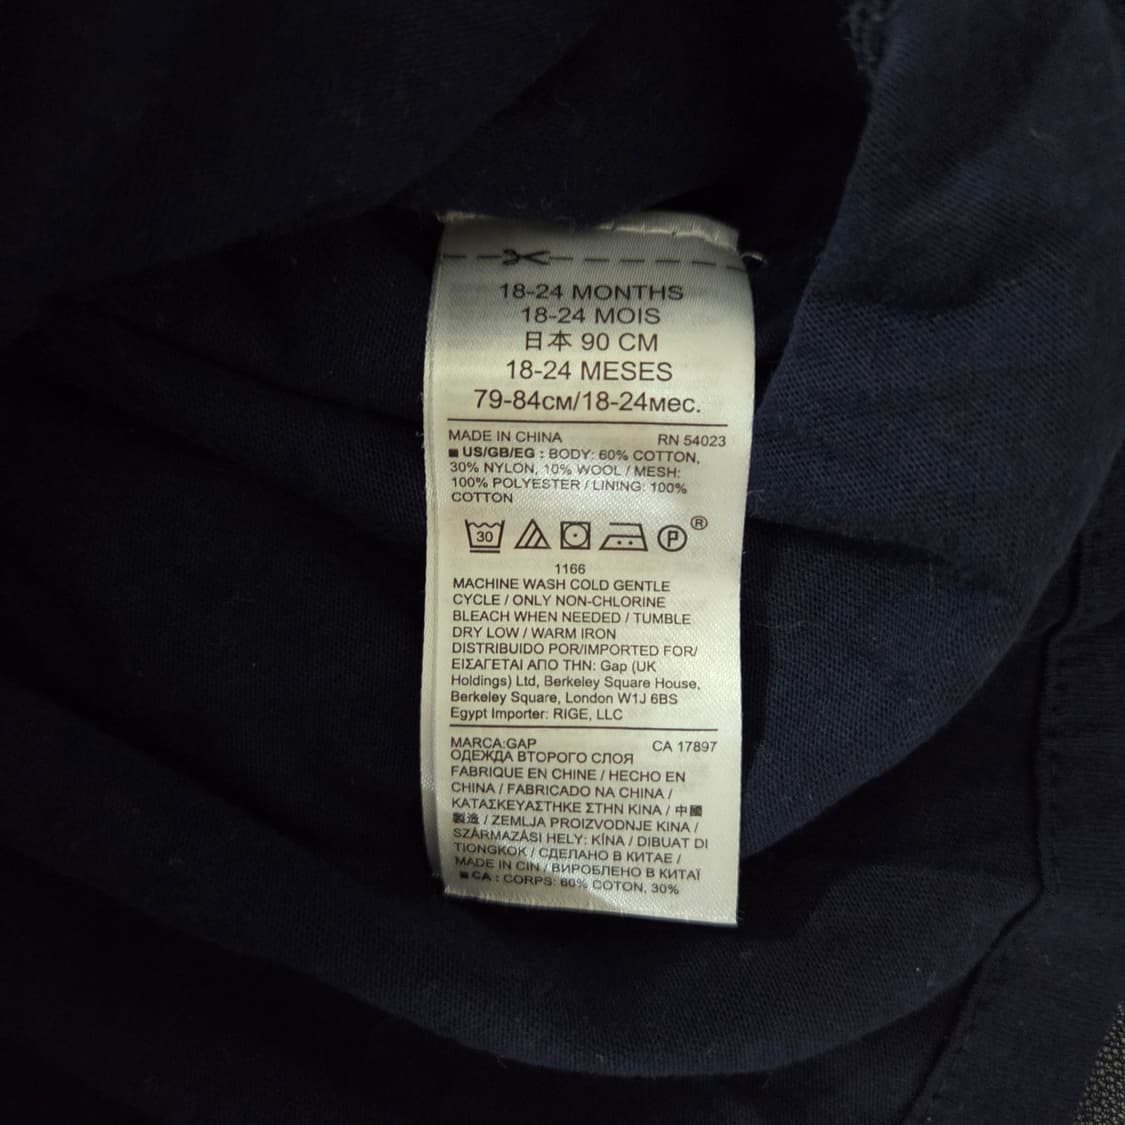 18-24 MONTHS
18-24 MOIS
日本 90 CM
18-24 MESES
79-84см/18-24мес.
MADE IN CHINA RN 54023
■ US/GB/EG : BODY: 60% COTTON,
30% NYLON, 10% WOOL / MESH:
100% POLYESTER / LINING: 100%
COTTON
30 P ®
1166
MACHINE WASH COLD GENTLE
CYCLE / ONLY NON-CHLORINE
BLEACH WHEN NEEDED / TUMBLE
DRY LOW / WARM IRON
DISTRIBUIDO POR/IMPORTED FOR/
ΕΙΣΑΓΕΤΑΙ ΑΠΟ ΤΗΝ: Gap (UK
Holdings) Ltd, Berkeley Square House,
Berkeley Square, London W1J 6BS
Egypt Importer: RIGE, LLC
MARCA:GAP CA 17897
ОДЕЖДА ВТОРОГО СЛОЯ
FABRIQUE EN CHINE / HECHO EN
CHINA / FABRICADO NA CHINA /
ΚΑΤΑΣΚΕΥΑΣΤΗΚΕ ΣΤΗΝ ΚΙΝΑ / 中國
製造 / ZEMLJA PROIZVODNJE KINA /
SZÁRMAZÁSI HELY: KÍNA / DIBUAT DI
TIONGKOK / СДЕЛАНО В КИТАЕ /
MADE IN CIN / ВИРОБЛЕНО В КИТАЇ
■ CA : CORPS: 60% COTON, 30%